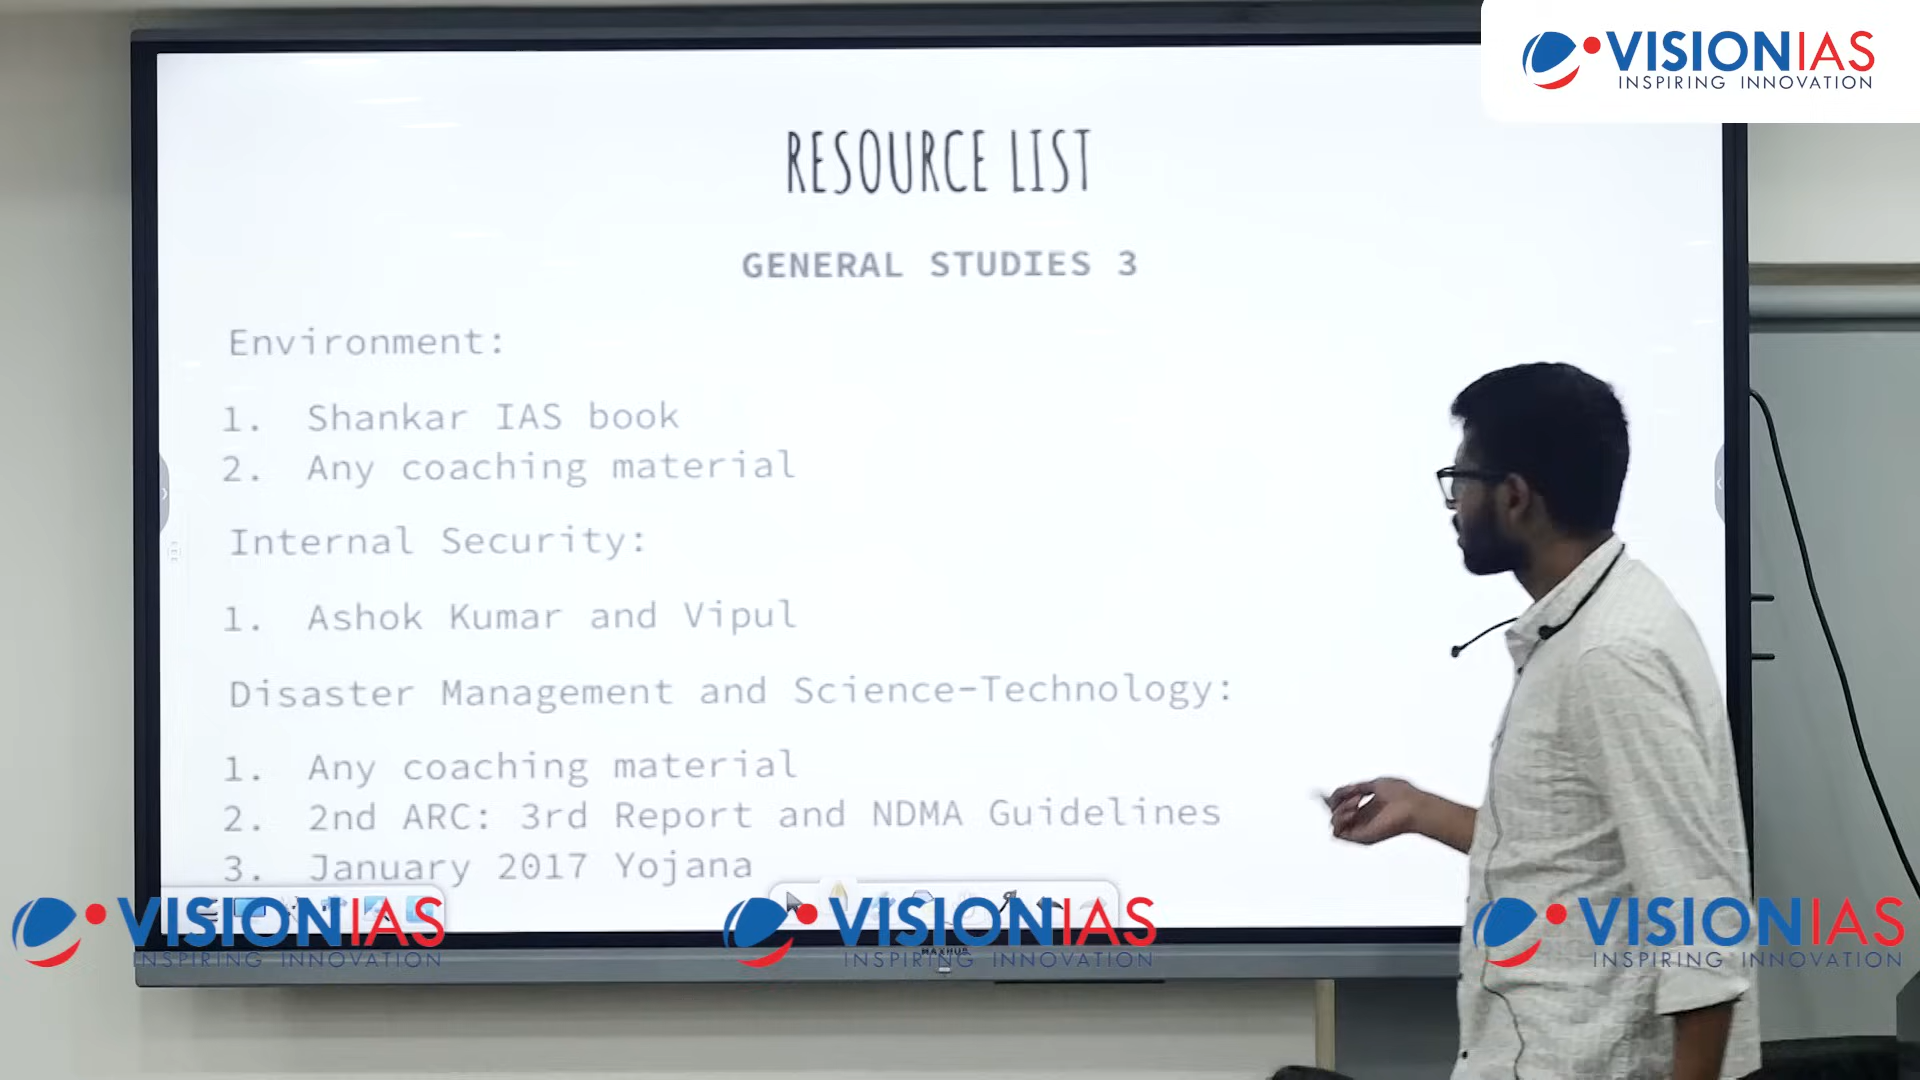 VISIONIAS
INSPIRING INNOVATION
RESOURCE LIST
GENERAL STUDIES 3
Environment:
1. Shankar IAS book
2. Any coaching material
Internal Security:
1. Ashok Kumar and Vipul
Disaster Management and Science-Technology:
1. Any coaching material
2. 2nd ARC: 3rd Report and NDMA Guidelines
3. January 2017 Yojana
VISIONIAS
INSPIRING INNOVATION
VISIONIAS
INSPIRING INNOVATION
VISIONIAS
INSPIRING INNOVATION
MAXHUB